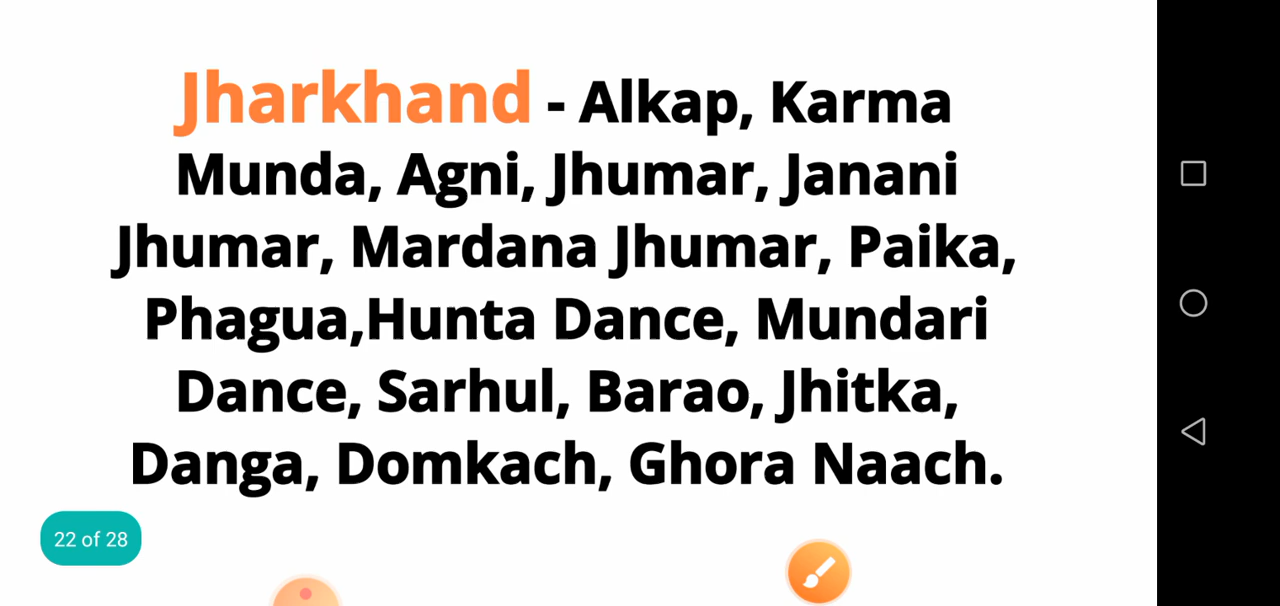 Jharkhand - Alkap, Karma
Munda, Agni, Jhumar, Janani
Jhumar, Mardana Jhumar, Paika,
Phagua,Hunta Dance, Mundari
Dance, Sarhul, Barao, Jhitka,
Danga, Domkach, Ghora Naach.
22 of 28